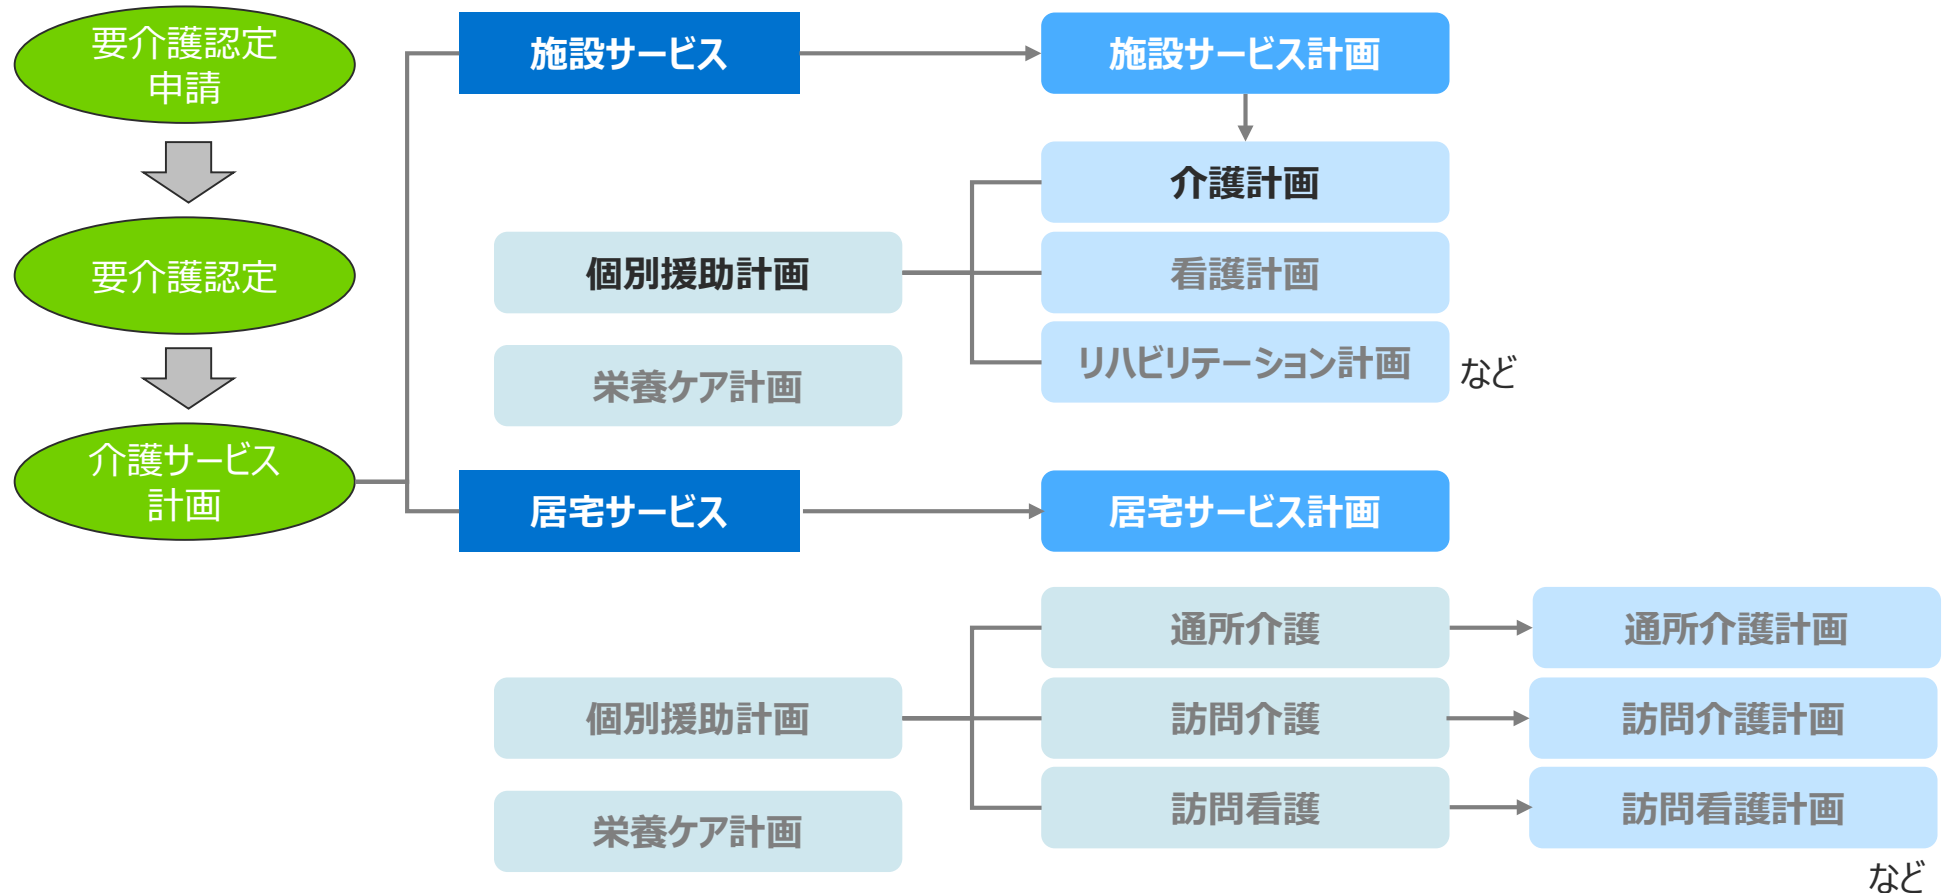 要介護認定
申請
要介護認定
介護サービス
計画
施設サービス
施設サービス計画
介護計画
個別援助計画
看護計画
リハビリテーション計画
など
栄養ケア計画
居宅サービス
居宅サービス計画
通所介護
通所介護計画
個別援助計画
訪問介護
訪問介護計画
栄養ケア計画
訪問看護
訪問看護計画
など